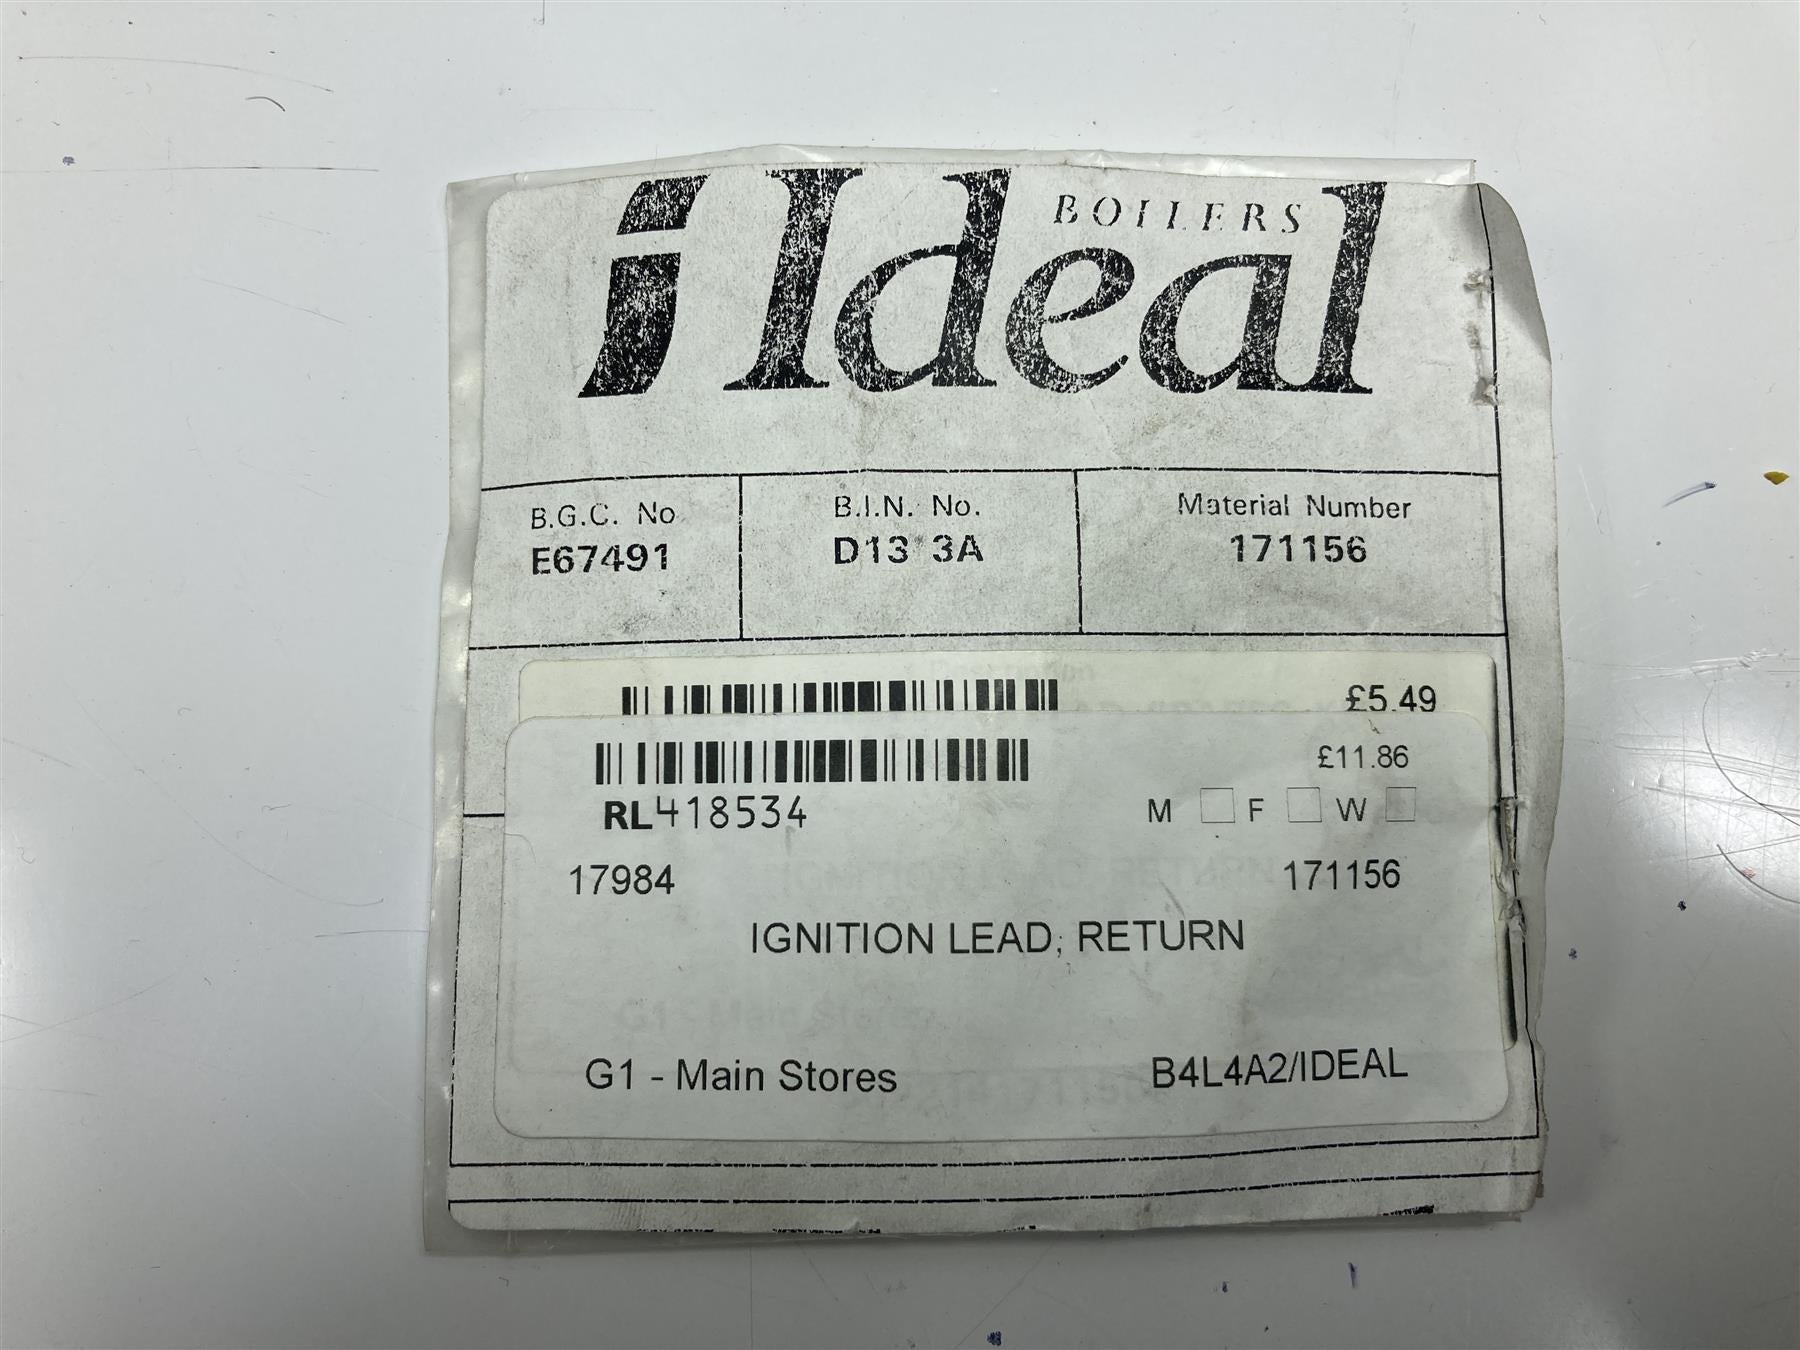 BOILERS
Ideal
B.G.C. No B.I.N. No. Material Number
E67491 D13 3A 171156
£5.49
£11.86
RL418534 M F W
17984 171156
IGNITION LEAD, RETURN
G1 - Main Stores B4L4A2/IDEAL